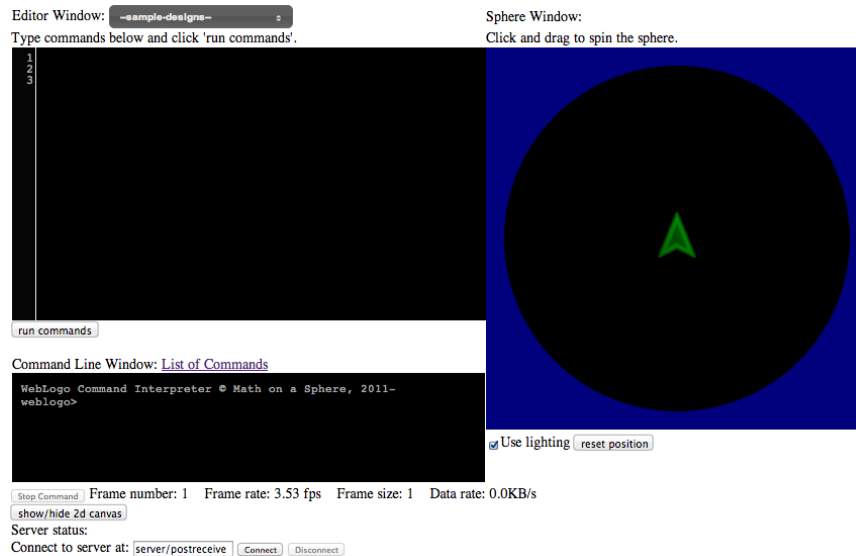 Editor Window: --sample-designs--
Type commands below and click 'run commands'.
1
2
3
run commands
Command Line Window: List of Commands
WebLogo Command Interpreter © Math on a Sphere, 2011-
weblogo>
Stop Command Frame number: 1 Frame rate: 3.53 fps Frame size: 1 Data rate: 0.0KB/s
show/hide 2d canvas
Server status:
Connect to server at: server/postreceive Connect Disconnect
Sphere Window:
Click and drag to spin the sphere.
Use lighting reset position